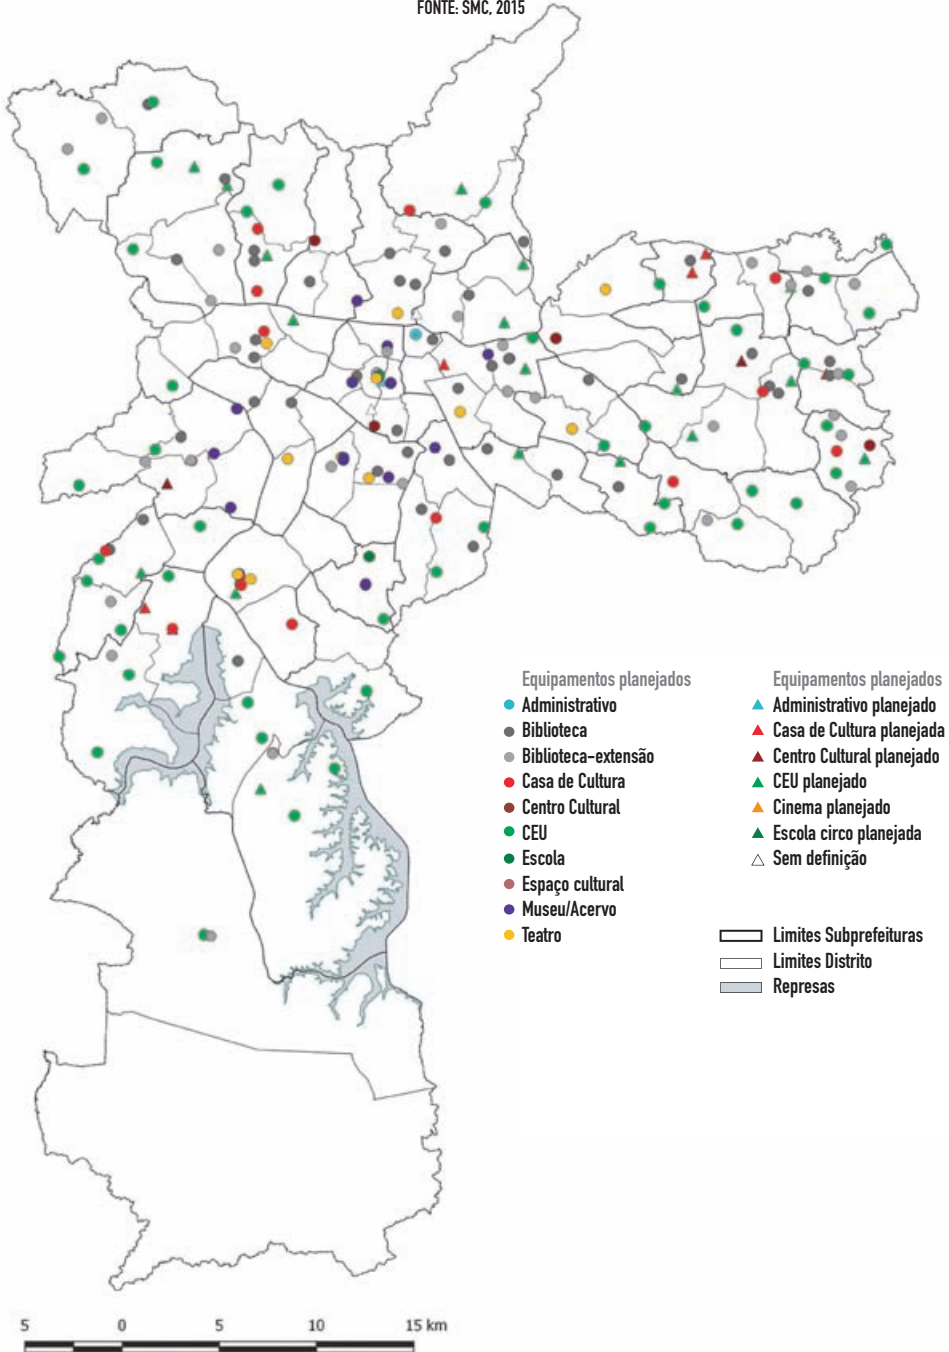 FONTE: SMC, 2015
Equipamentos planejados
Administrativo
Biblioteca
Biblioteca-extensão
Casa de Cultura
Centro Cultural
CEU
Escola
Espaço cultural
Museu/Acervo
Teatro
Equipamentos planejados
Administrativo planejado
Casa de Cultura planejada
Centro Cultural planejado
CEU planejado
Cinema planejado
Escola circo planejada
Sem definição
Limites Subprefeituras
Limites Distrito
Represas
5 0 5 10 15 km